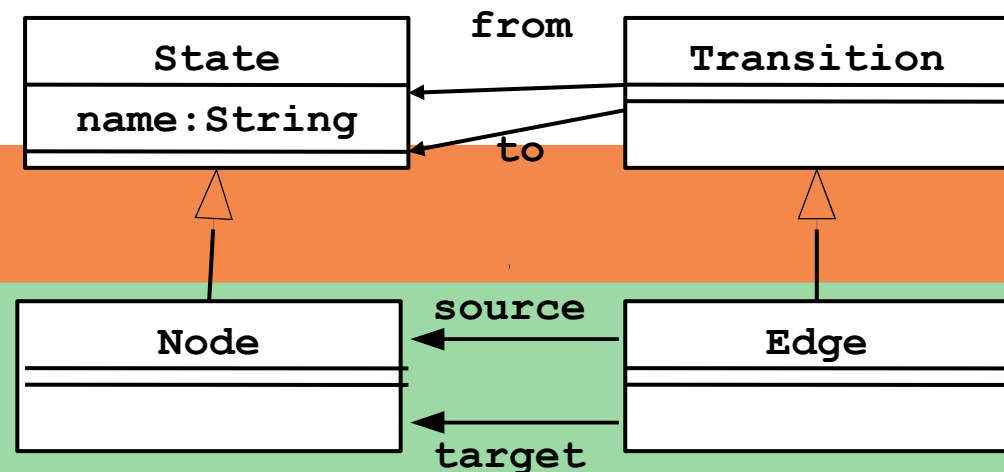 from
State
Transition
name:String
to
source
Node
Edge
target